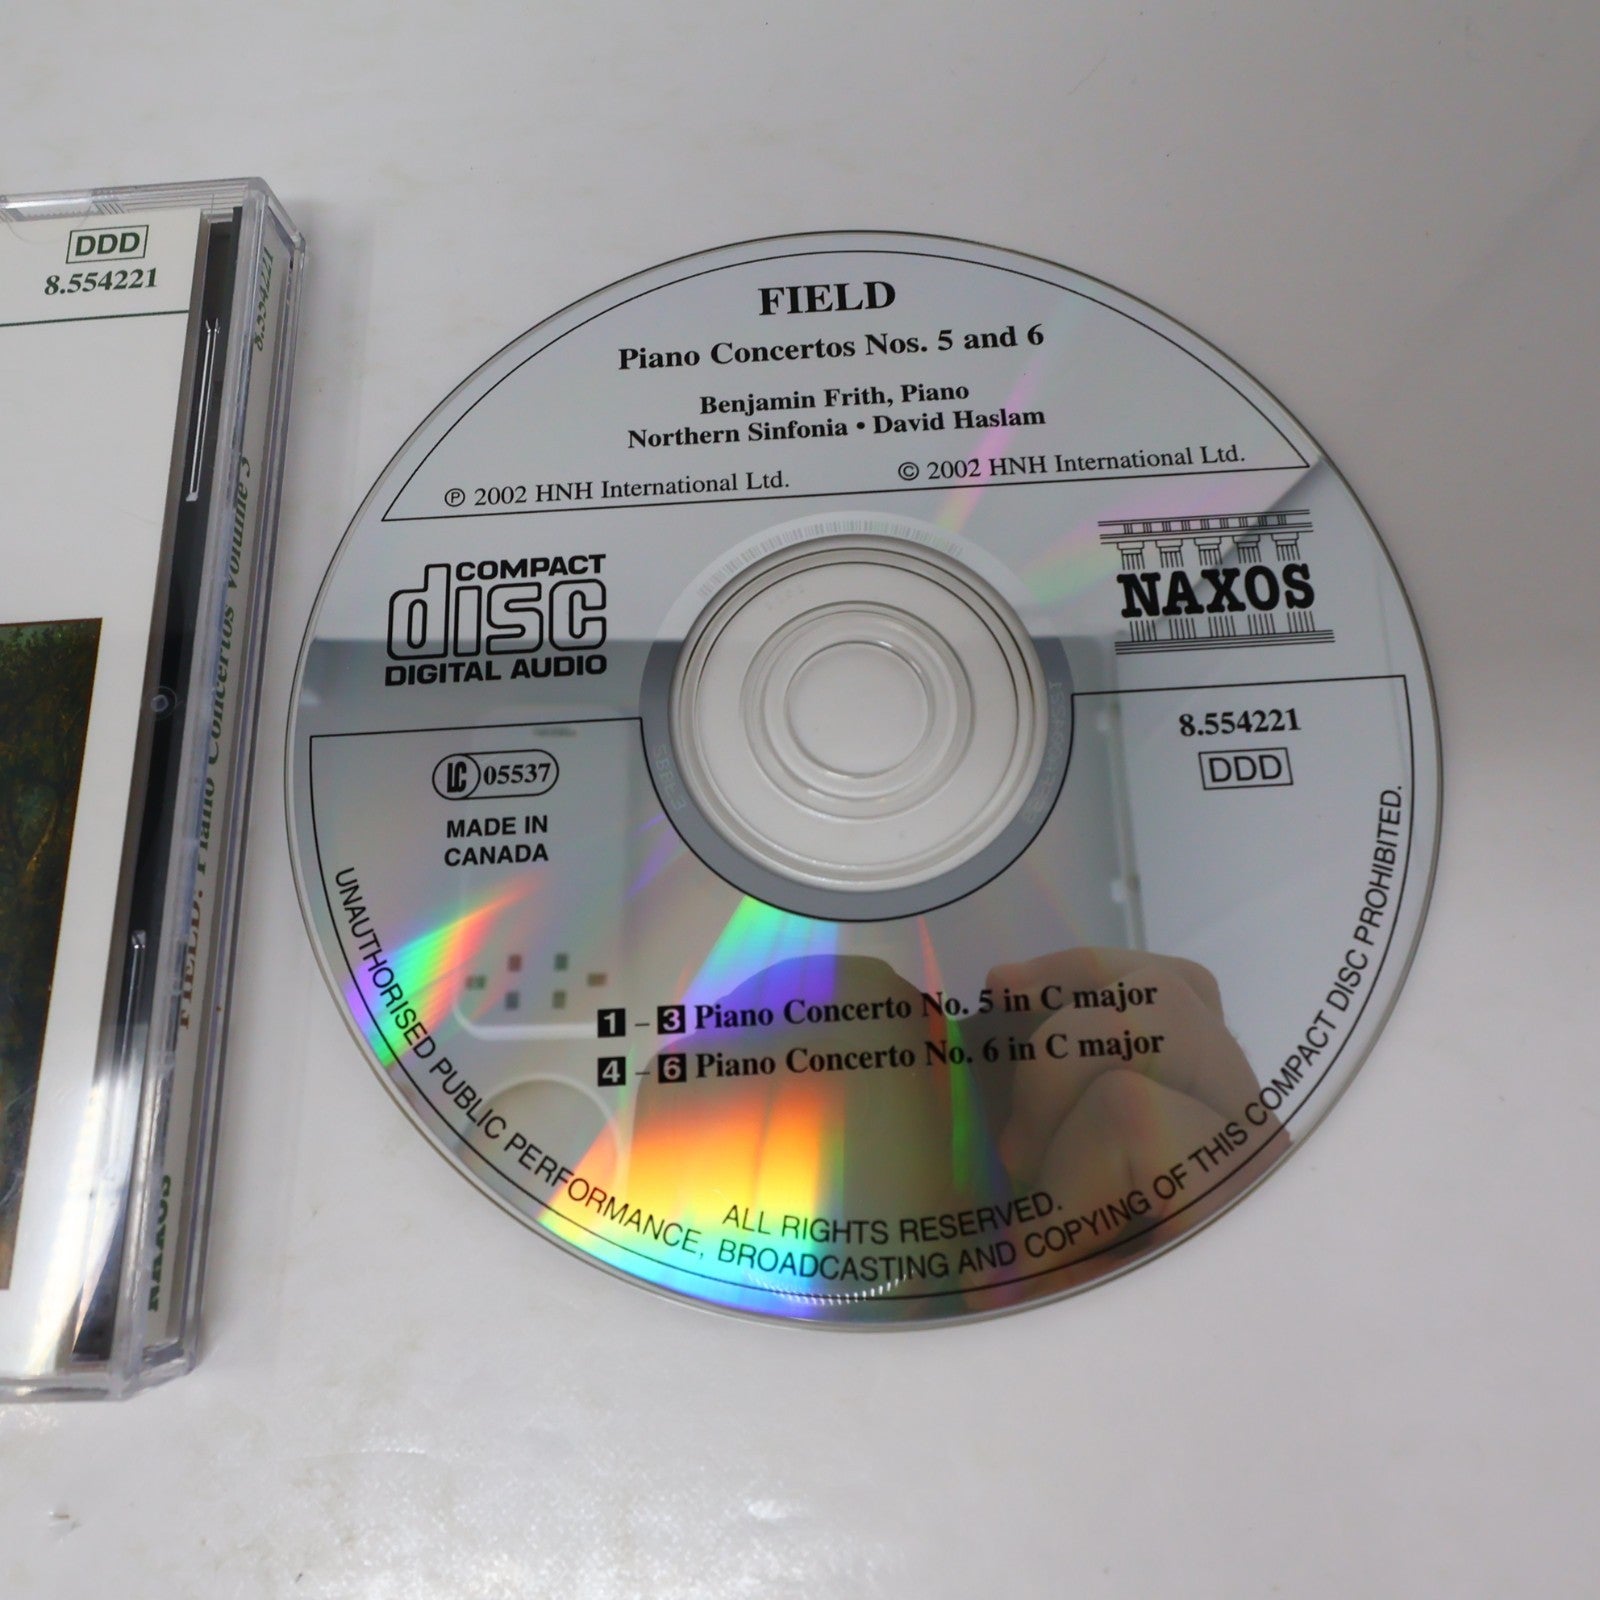 DDD
8.554221
8.554221
FIELD: Piano Concertos Volume 3
NAXOS
FIELD
Piano Concertos Nos. 5 and 6
Benjamin Frith, Piano
Northern Sinfonia • David Haslam
℗ 2002 HNH International Ltd.
© 2002 HNH International Ltd.
COMPACT
disc
DIGITAL AUDIO
NAXOS
8.554221
DDD
LC 05537
MADE IN
CANADA
1 – 3 Piano Concerto No. 5 in C major
4 – 6 Piano Concerto No. 6 in C major
ALL RIGHTS RESERVED.
UNAUTHORISED PUBLIC PERFORMANCE, BROADCASTING AND COPYING OF THIS COMPACT DISC PROHIBITED.